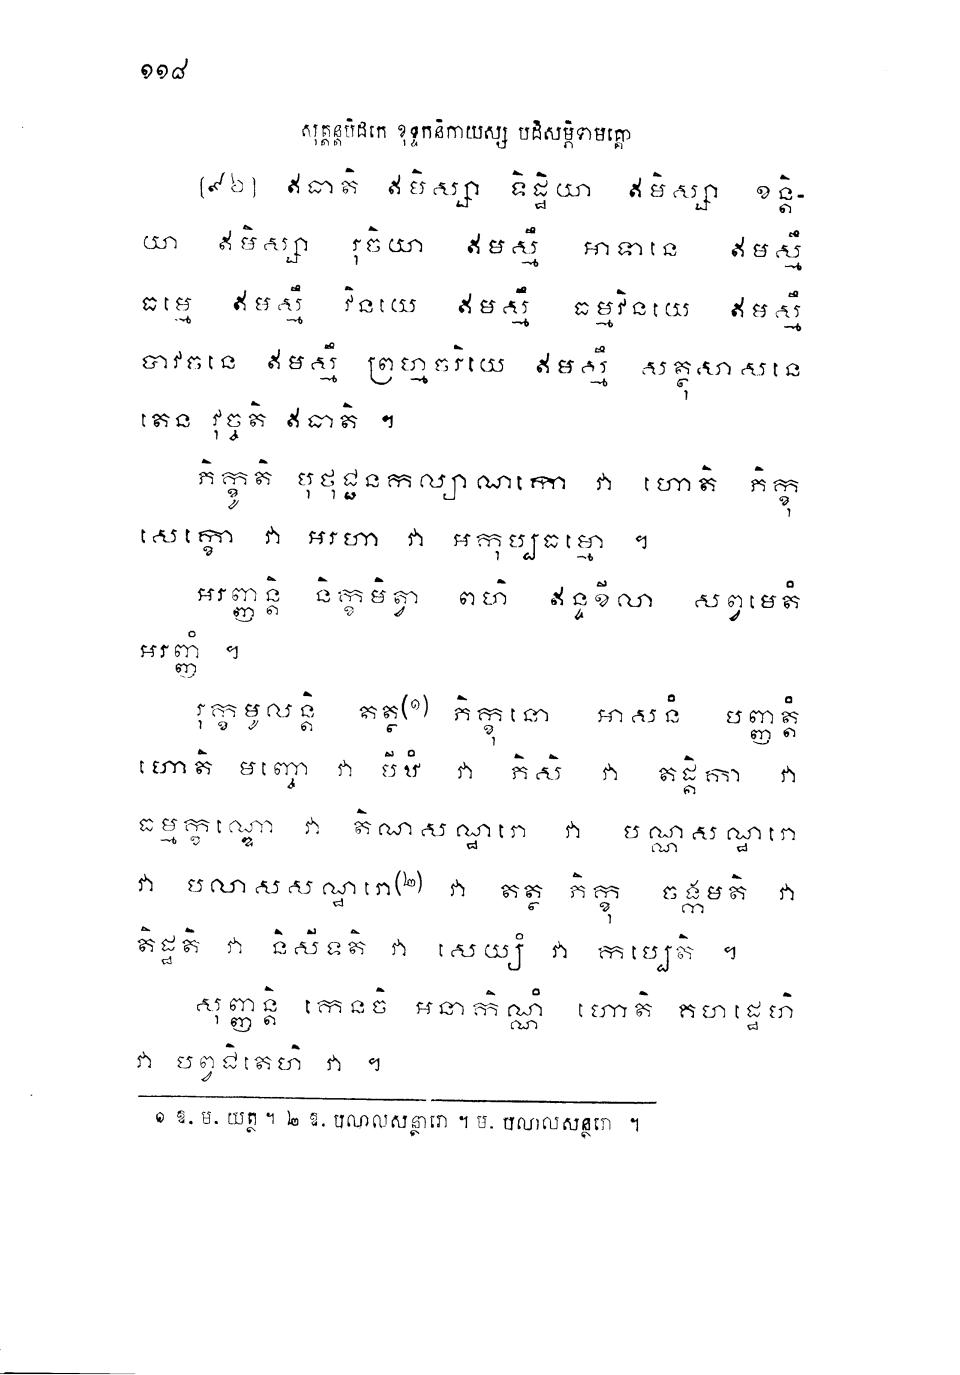 ១១៨
សុត្តន្តបិដកេ ខុទ្ទកនិកាយស្ស បដិសម្ភិទាមគ្គោ
(៩៦) ឥធាតិ ឥមិស្សា ទិដ្ឋិយា ឥមិស្សា ខន្តិ-
យា ឥមិស្សា រុចិយា ឥមស្មឹ អាទានេ ឥមស្មឹ
ធម្មេ ឥមស្មឹ វិនយេ ឥមស្មឹ ធម្មវិនយេ ឥមស្មឹ
បាវចនេ ឥមស្មឹ ព្រហ្មចរិយេ ឥមស្មឹ សត្ថុសាសនេ
តេន វុច្ចតិ ឥធាតិ ។
ភិក្ខូតិ បុថុជ្ជនកល្យាណកោ វា ហោតិ ភិក្ខុ
សេក្ខោ វា អរហា វា អកុប្បធម្មោ ។
អរញ្ញន្តិ និក្ខមិត្វា ពហិ ឥន្ទខីលា សព្វមេតំ
អរញ្ញំ ។
រុក្ខមូលន្តិ តត្ថ(១) ភិក្ខុនោ អាសនំ បញ្ញត្តំ
ហោតិ មញ្ចោ វា បីឋំ វា ភិសិ វា តដ្ដិកា វា
ធម្មក្ខណ្ឌោ វា តិណសណ្ឋរោ វា បណ្ណសណ្ឋរោ
វា បលាសសណ្ឋរោ(២) វា តត្ថ ភិក្ខុ ចង្កមតិ វា
តិដ្ឋតិ វា និសីទតិ វា សេយ្យំ វា កប្បេតិ ។
សុញ្ញន្តិ កេនចិ អនាកិណ្ណំ ហោតិ គហដ្ឋេហិ
វា បព្វជិតេហិ វា ។
១ ឱ. ម. យត្ថ ។ ២ ឱ. បលាលសន្ថារោ ។ ម. បលាលសន្ថរោ ។